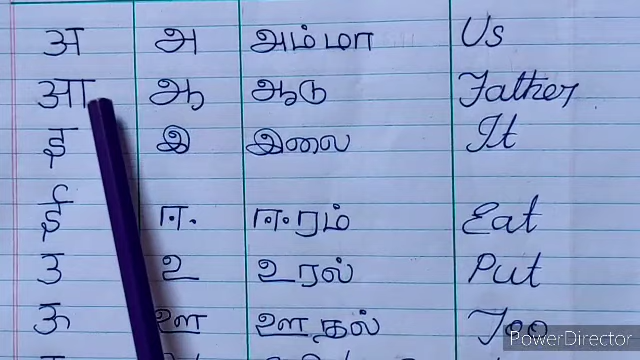 अ அ அம்மா Us
आ ஆ ஆடு Father
इ இ இலை It
ई ஈ ஈரம் Eat
उ உ உரல் Put
ऊ ஊ ஊதல் Too
PowerDirector